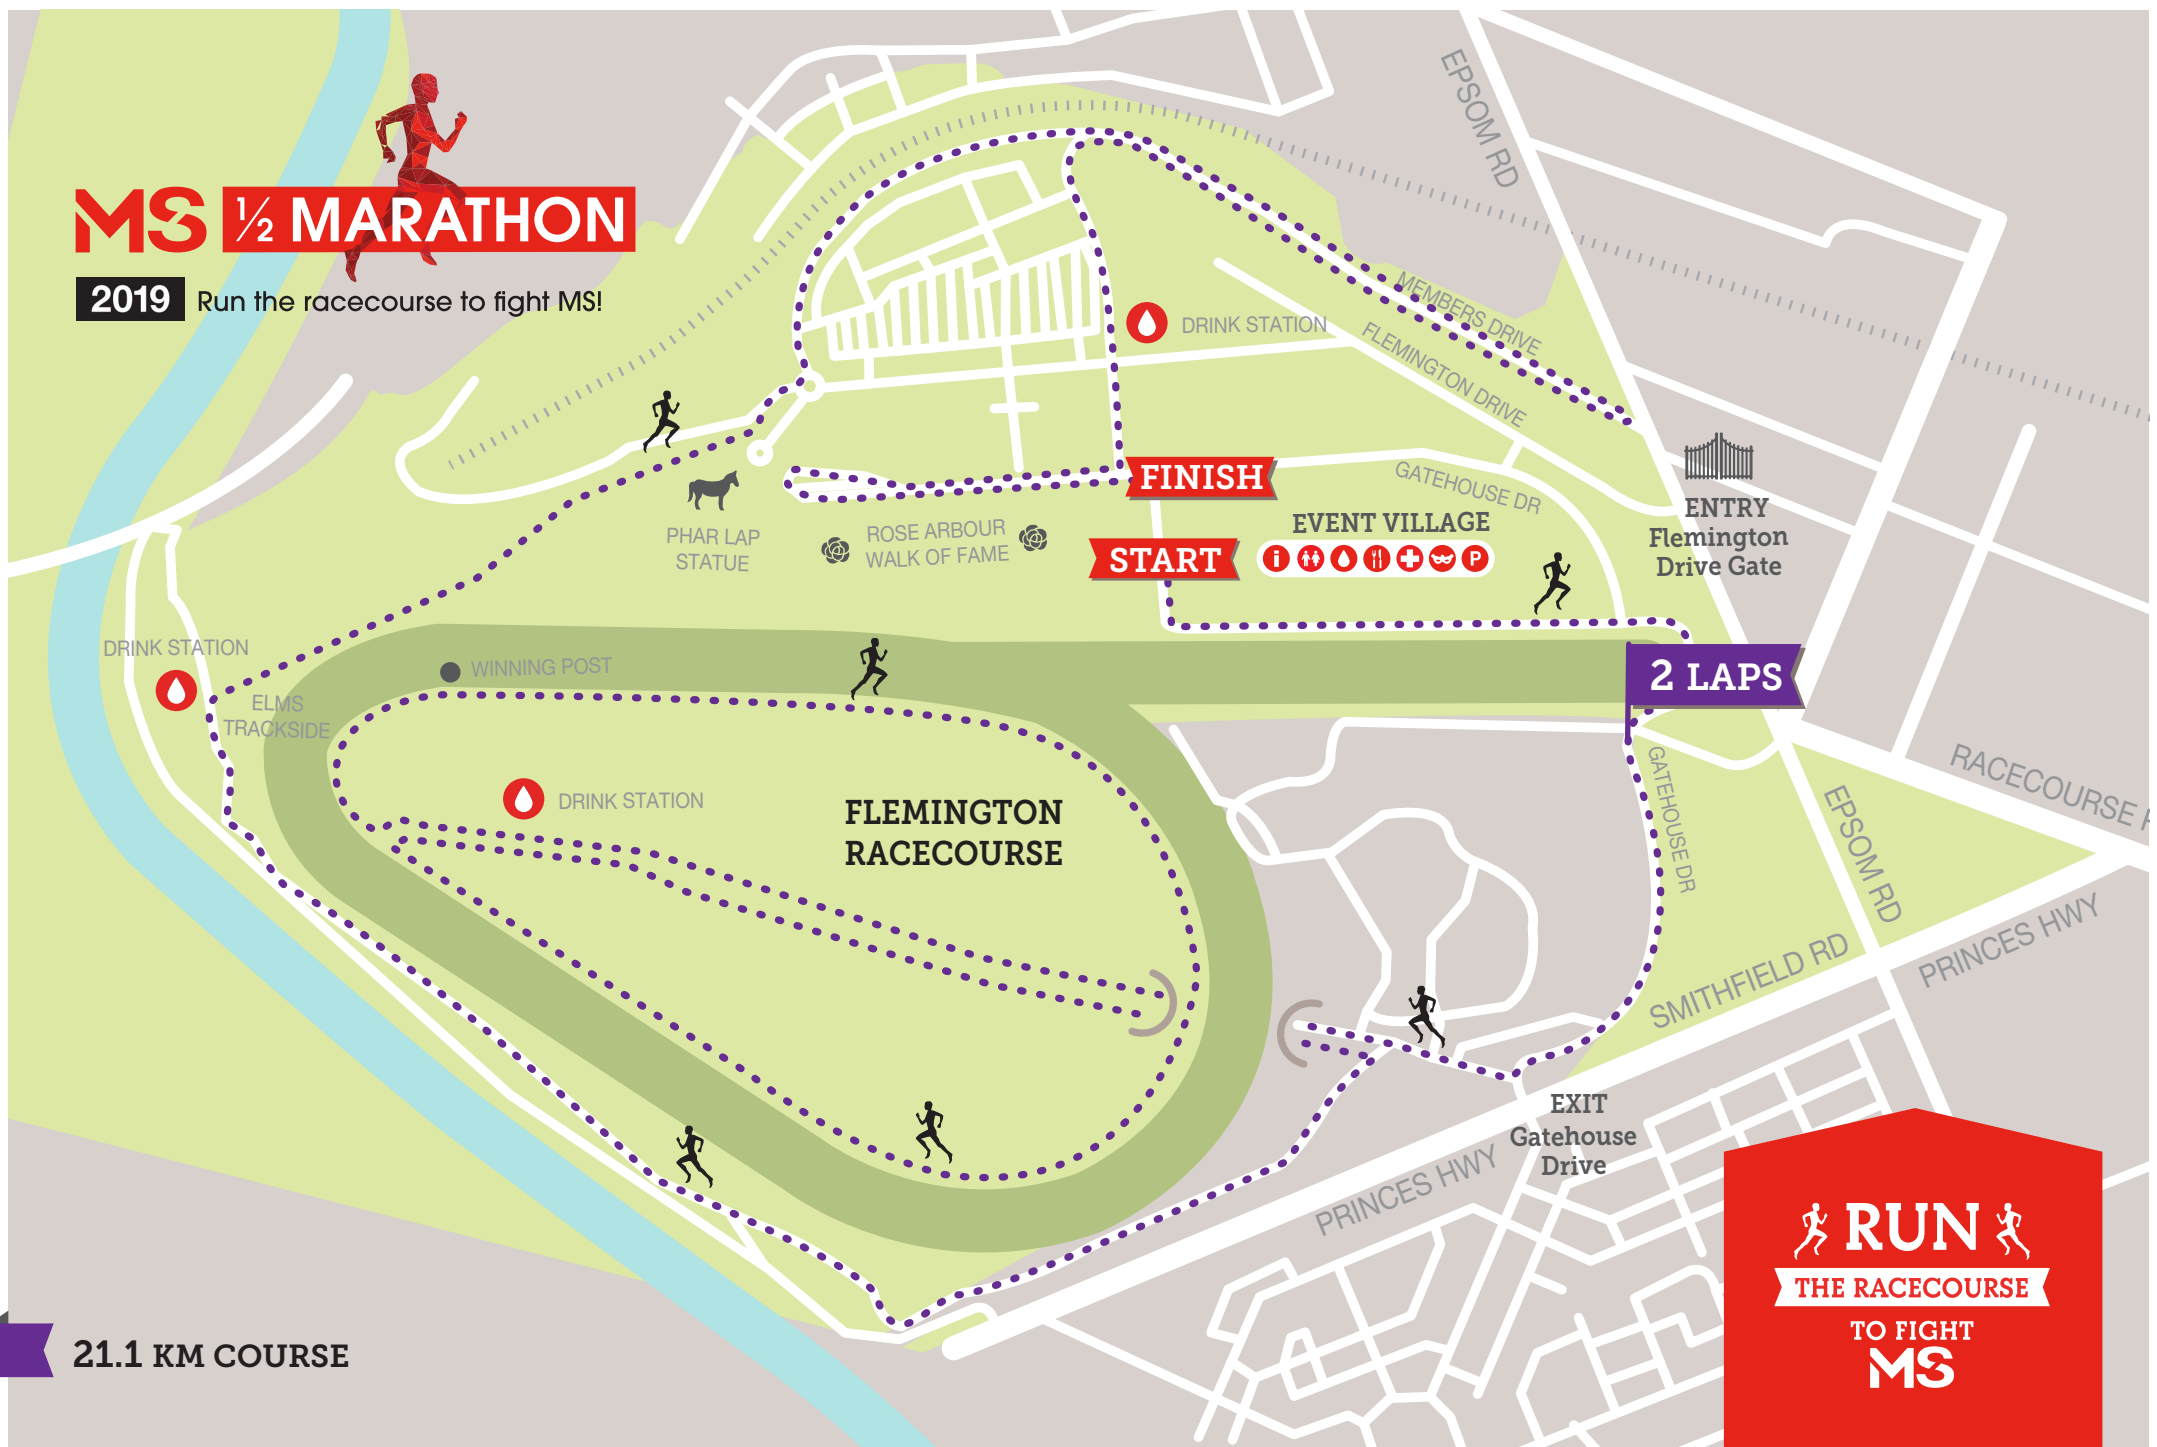 MS ½ MARATHON
2019 Run the racecourse to fight MS!
EPSOM RD
MEMBERS DRIVE
DRINK STATION
FLEMINGTON DRIVE
FINISH
GATEHOUSE DR
ENTRY
Flemington
Drive Gate
PHAR LAP
STATUE
ROSE ARBOUR
WALK OF FAME
EVENT VILLAGE
START
i
P
DRINK STATION
WINNING POST
2 LAPS
ELMS
TRACKSIDE
DRINK STATION
FLEMINGTON
RACECOURSE
GATEHOUSE DR
RACECOURSE
EPSOM RD
SMITHFIELD RD
PRINCES HWY
EXIT
Gatehouse
Drive
PRINCES HWY
21.1 KM COURSE
RUN
THE RACECOURSE
TO FIGHT
MS